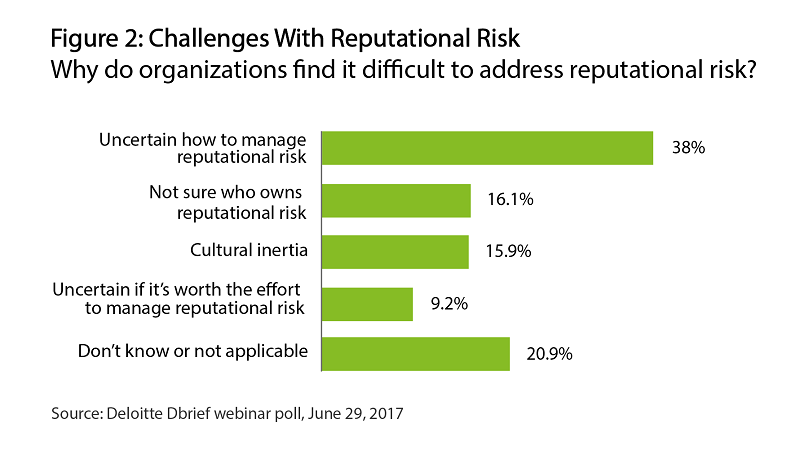 Figure 2: Challenges With Reputational Risk
Why do organizations find it difficult to address reputational risk?
Uncertain how to manage
reputational risk
38%
Not sure who owns
reputational risk
16.1%
Cultural inertia
15.9%
Uncertain if it’s worth the effort
to manage reputational risk
9.2%
Don’t know or not applicable
20.9%
Source: Deloitte Dbrief webinar poll, June 29, 2017